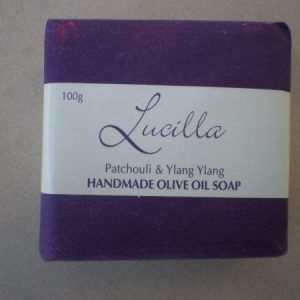 100g
Lucilla
Patchouli & Ylang Ylang
HANDMADE OLIVE OIL SOAP